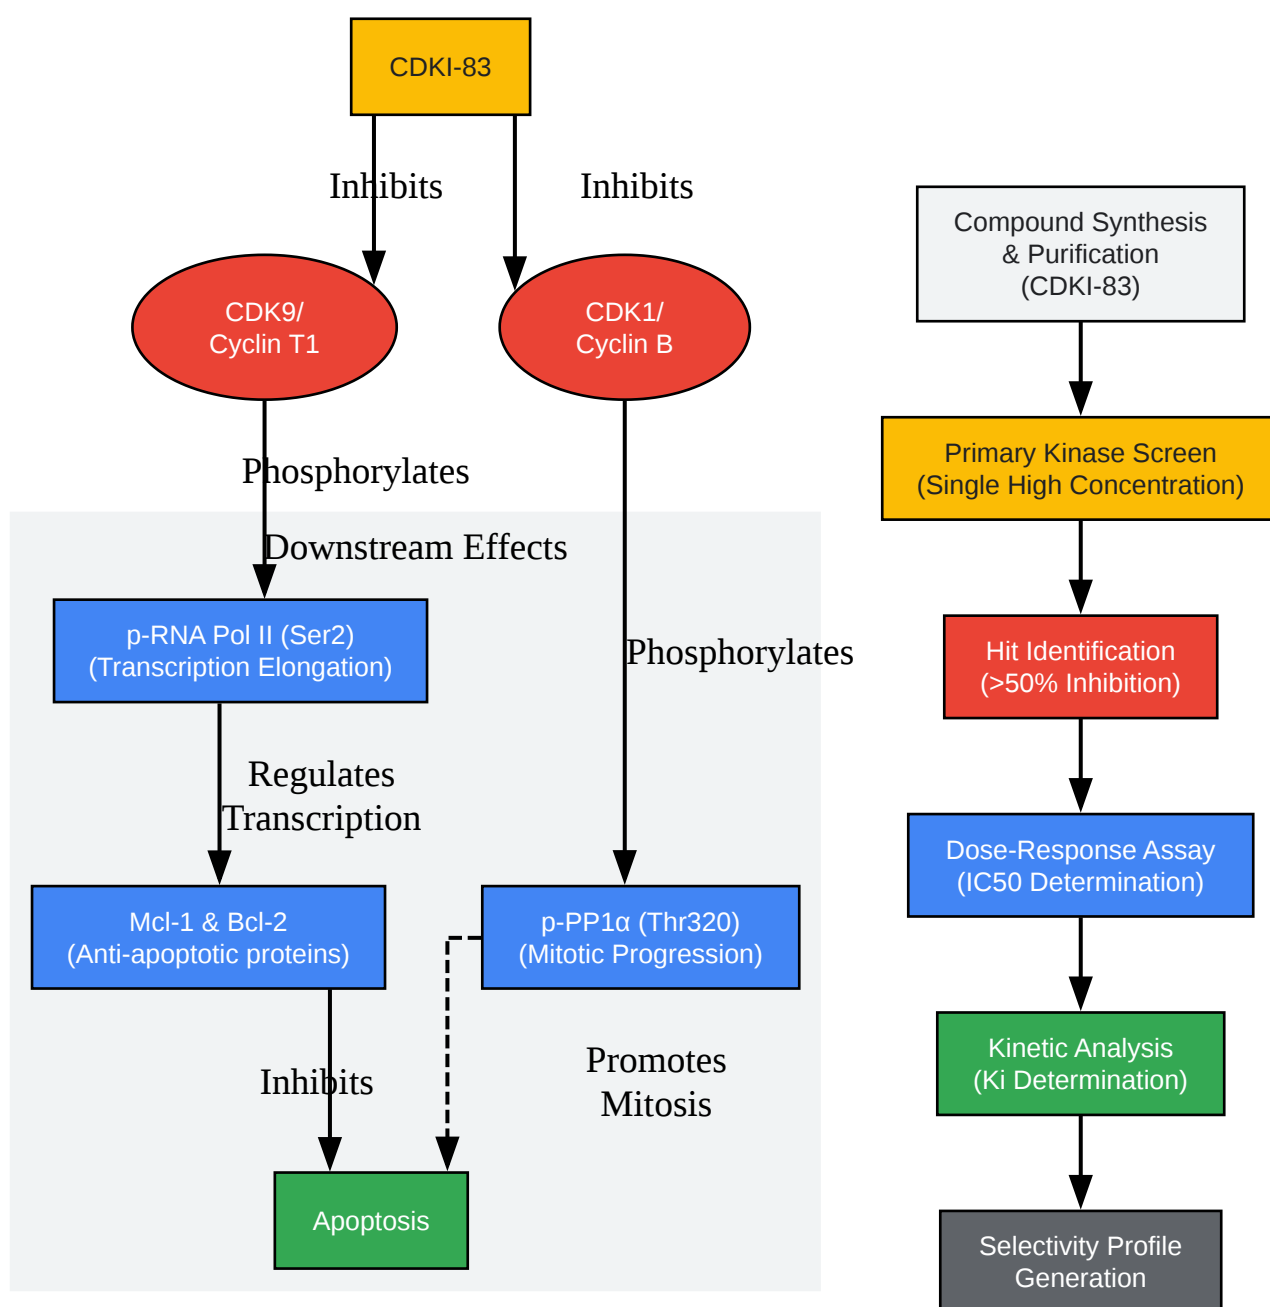 CDKI-83
Inhibits
Inhibits
CDK9/
Cyclin T1
CDK1/
Cyclin B
Phosphorylates
Downstream Effects
p-RNA Pol II (Ser2)
(Transcription Elongation)
Phosphorylates
Regulates
Transcription
Mcl-1 & Bcl-2
(Anti-apoptotic proteins)
p-PP1α (Thr320)
(Mitotic Progression)
Inhibits
Promotes
Mitosis
Apoptosis
Compound Synthesis
& Purification
(CDKI-83)
Primary Kinase Screen
(Single High Concentration)
Hit Identification
(>50% Inhibition)
Dose-Response Assay
(IC50 Determination)
Kinetic Analysis
(Ki Determination)
Selectivity Profile
Generation